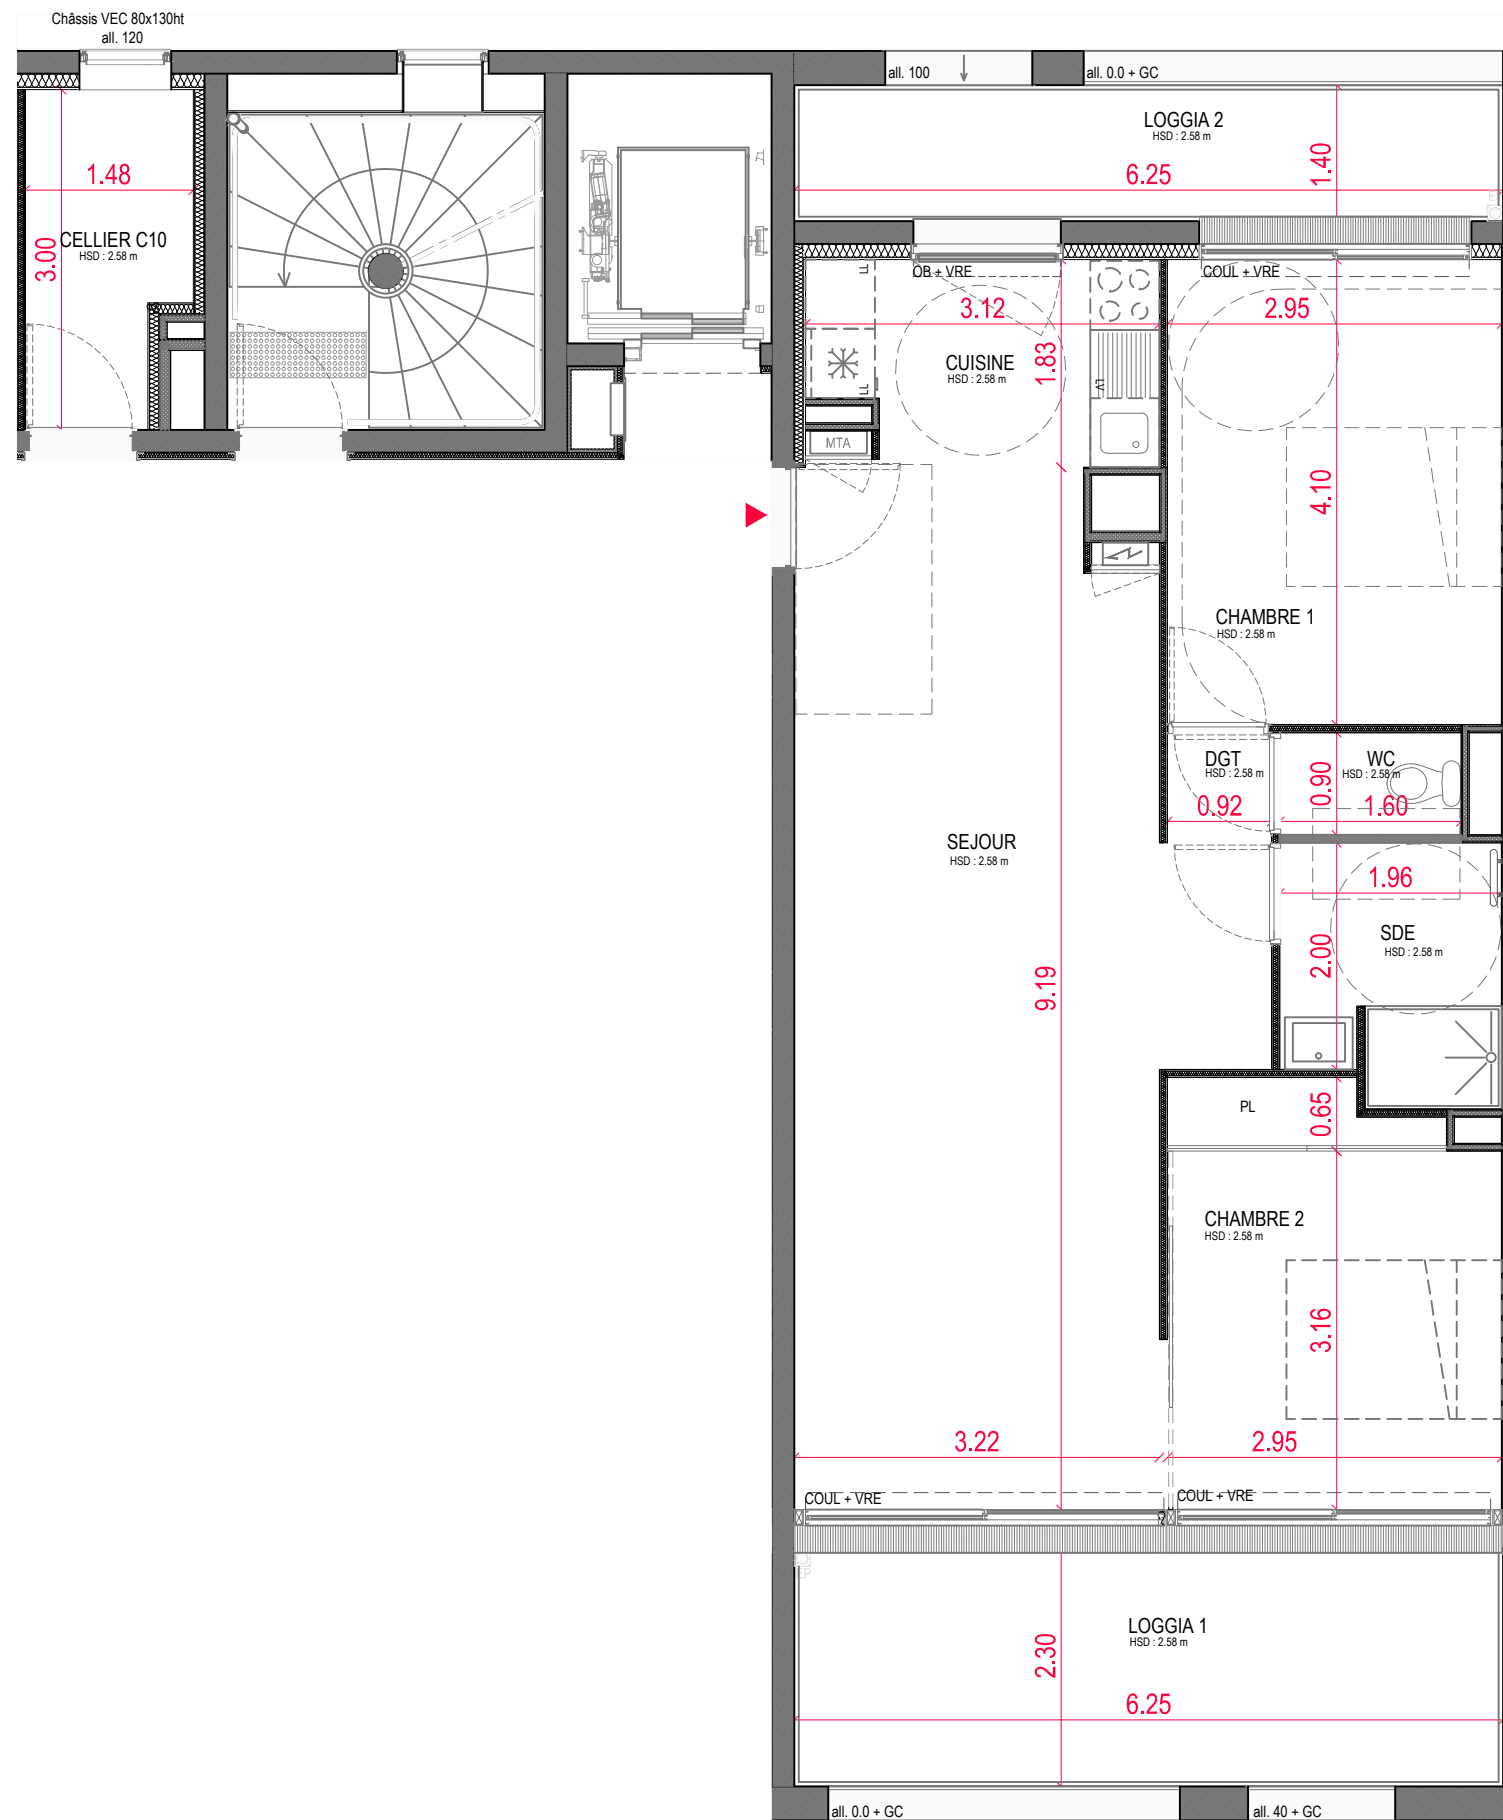 Châssis VEC 80x130ht
all. 120
all. 100
all. 0.0 + GC
LOGGIA 2
HSD : 2.58 m
1.40
6.25
1.48
3.00
CELLIER C10
HSD : 2.58 m
OB + VRE
COUL + VRE
LL
3.12
2.95
CUISINE
HSD : 2.58 m
1.83
LL
LV
MTA
4.10
CHAMBRE 1
HSD : 2.58 m
DGT
HSD : 2.58 m
0.92
0.90
WC
HSD : 2.58 m
1.60
SEJOUR
HSD : 2.58 m
1.96
SDE
HSD : 2.58 m
2.00
9.19
PL
0.65
CHAMBRE 2
HSD : 2.58 m
3.16
3.22
2.95
COUL + VRE
COUL + VRE
EP
LOGGIA 1
HSD : 2.58 m
2.30
6.25
all. 0.0 + GC
all. 40 + GC